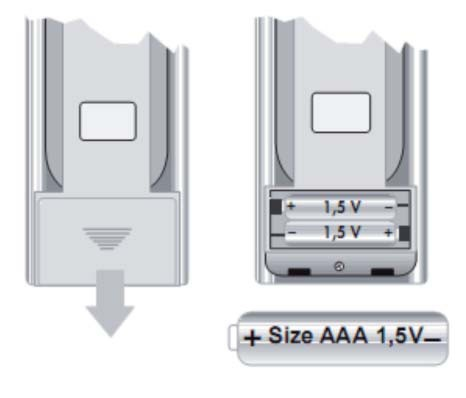 + 1,5 V –
– 1,5 V +
+ Size AAA 1,5V–